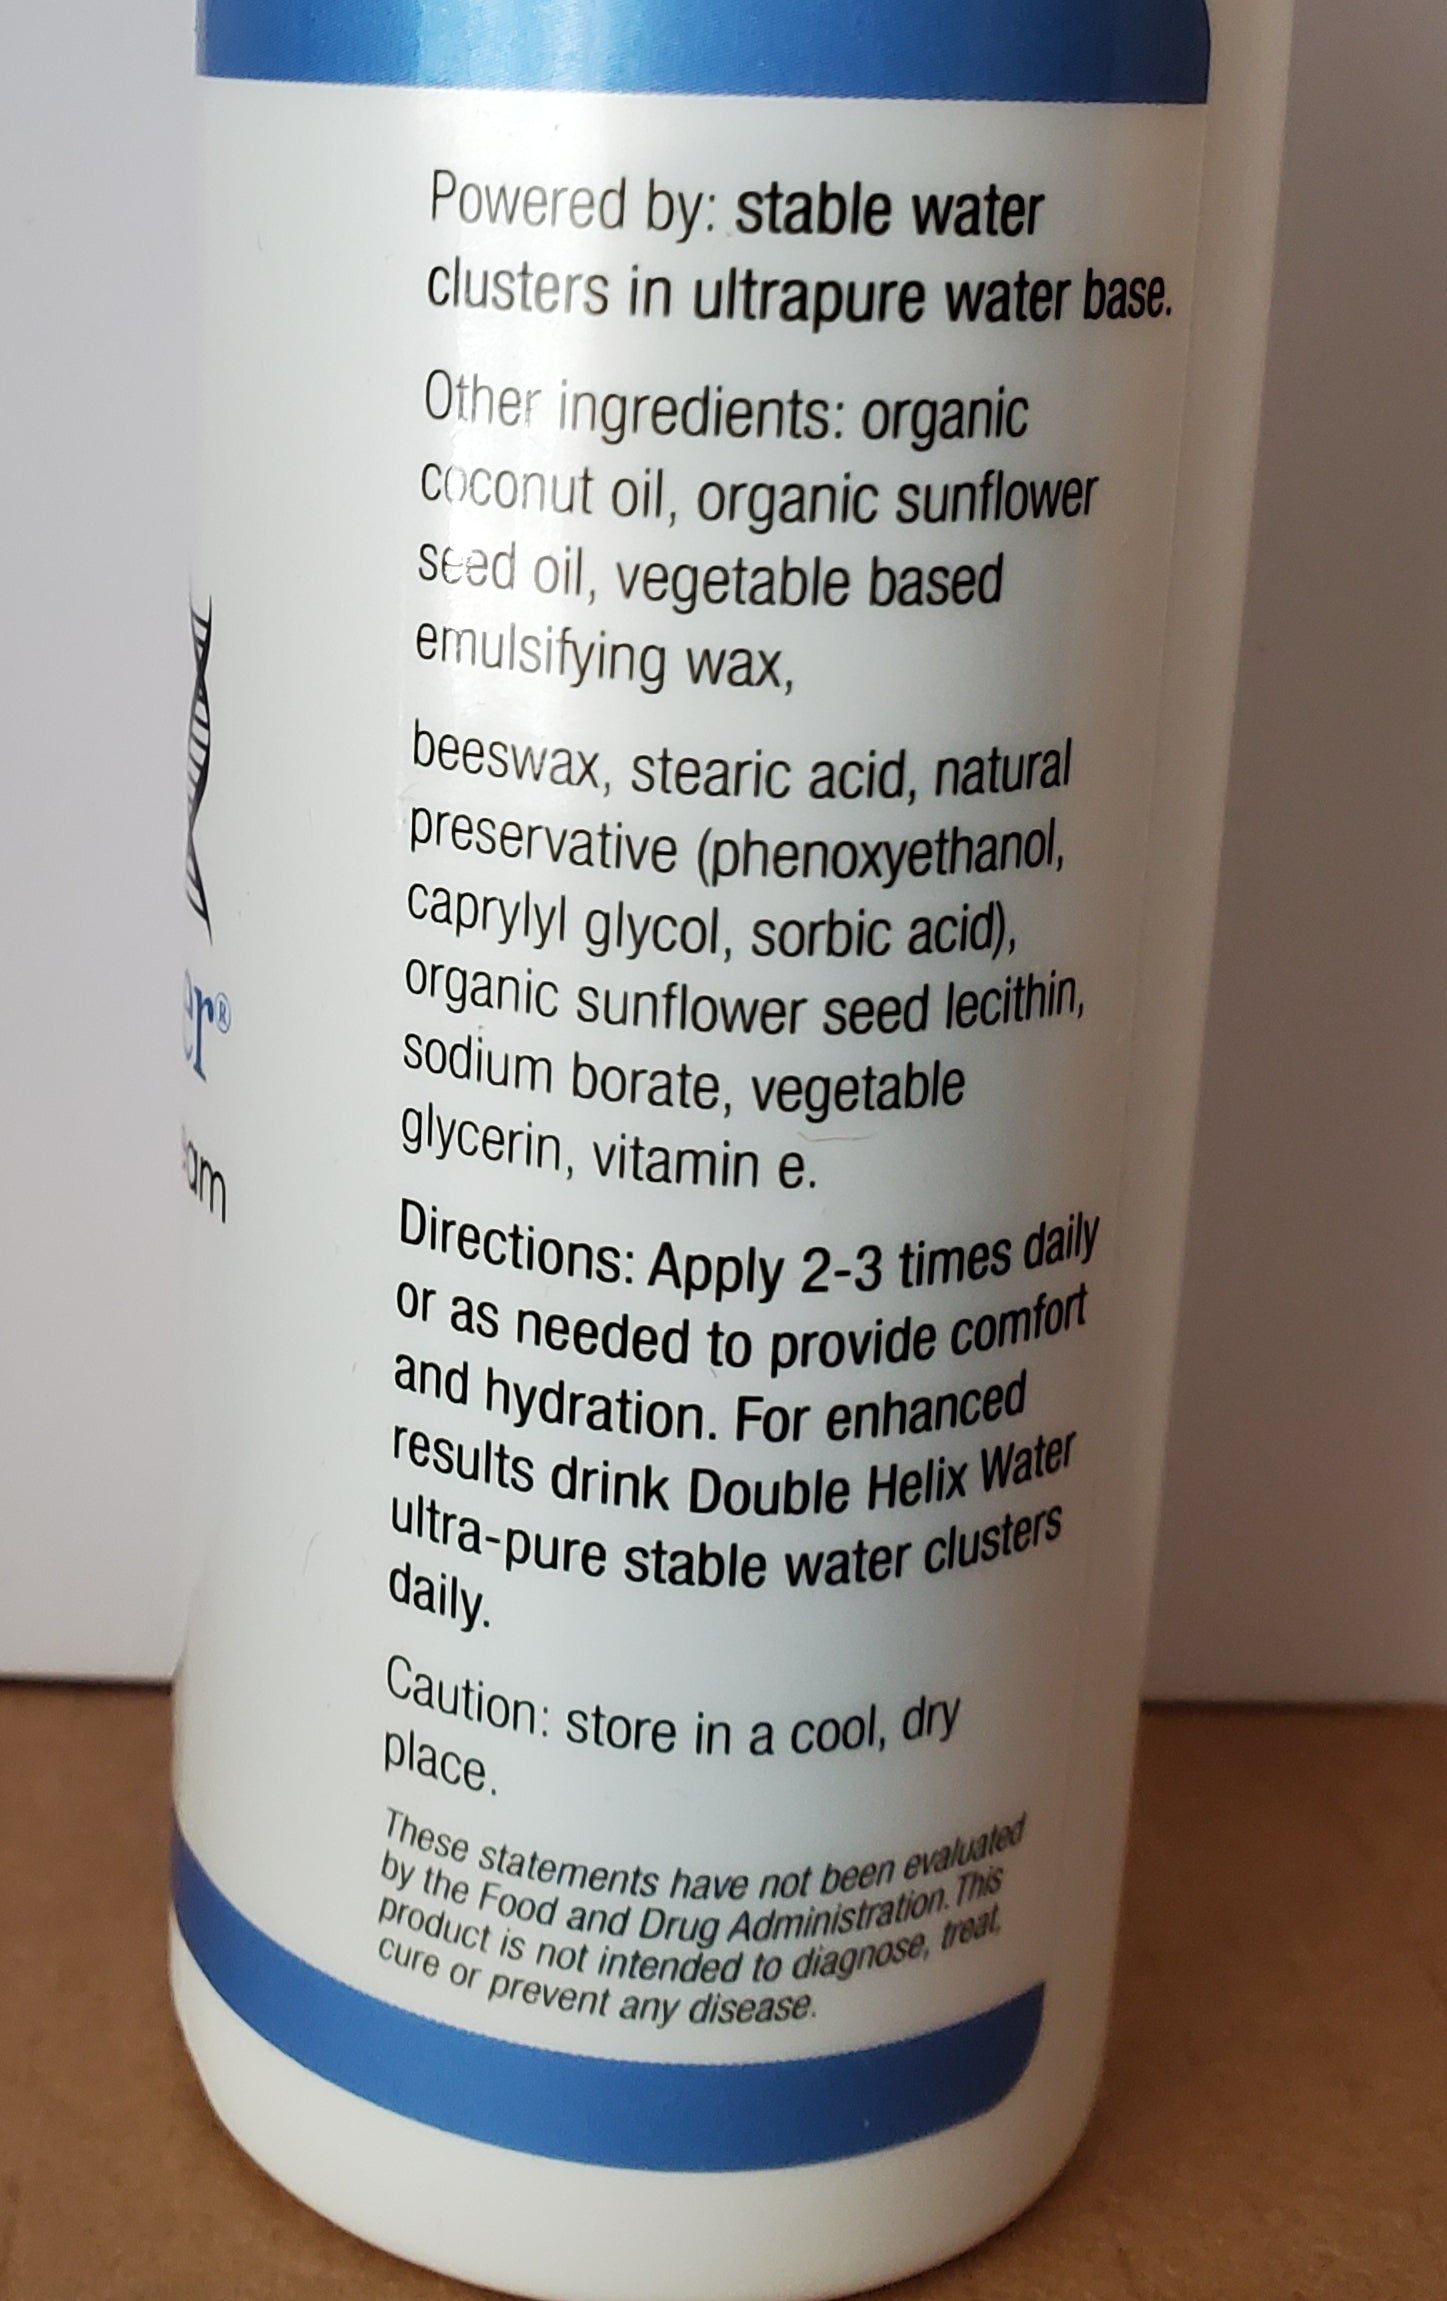 Powered by: stable water
clusters in ultrapure water base.
Other ingredients: organic
coconut oil, organic sunflower
seed oil, vegetable based
emulsifying wax,
beeswax, stearic acid, natural
preservative (phenoxyethanol,
caprylyl glycol, sorbic acid),
organic sunflower seed lecithin,
sodium borate, vegetable
glycerin, vitamin e.
Directions: Apply 2-3 times daily
or as needed to provide comfort
and hydration. For enhanced
results drink Double Helix Water
ultra-pure stable water clusters
daily.
Caution: store in a cool, dry
place.
These statements have not been evaluated
by the Food and Drug Administration. This
product is not intended to diagnose, treat,
cure or prevent any disease.